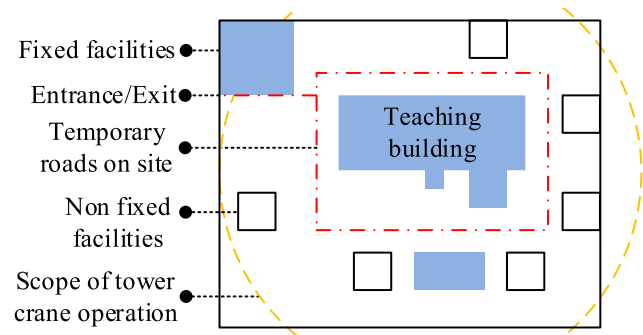 Fixed facilities
Entrance/Exit
Temporary
roads on site
Non fixed
facilities
Scope of tower
crane operation
Teaching
building